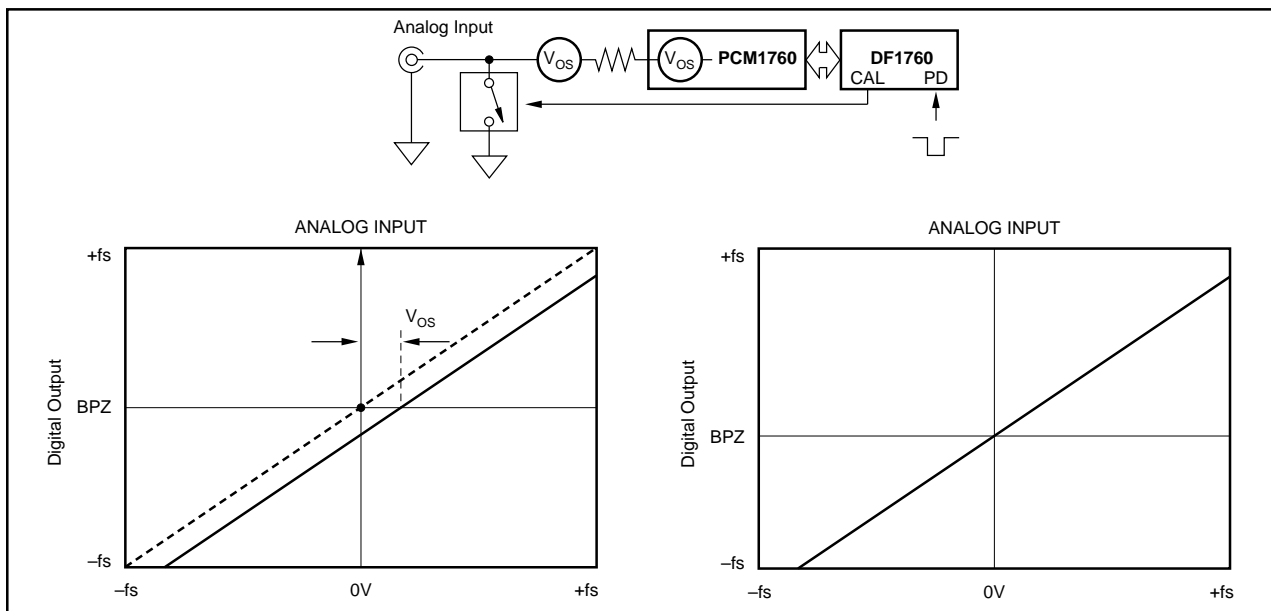 Analog Input
V_OS
V_OS
PCM1760
DF1760
CAL
PD
ANALOG INPUT
+fs
V_OS
Digital Output
BPZ
–fs
–fs
0V
+fs
ANALOG INPUT
+fs
Digital Output
BPZ
–fs
–fs
0V
+fs